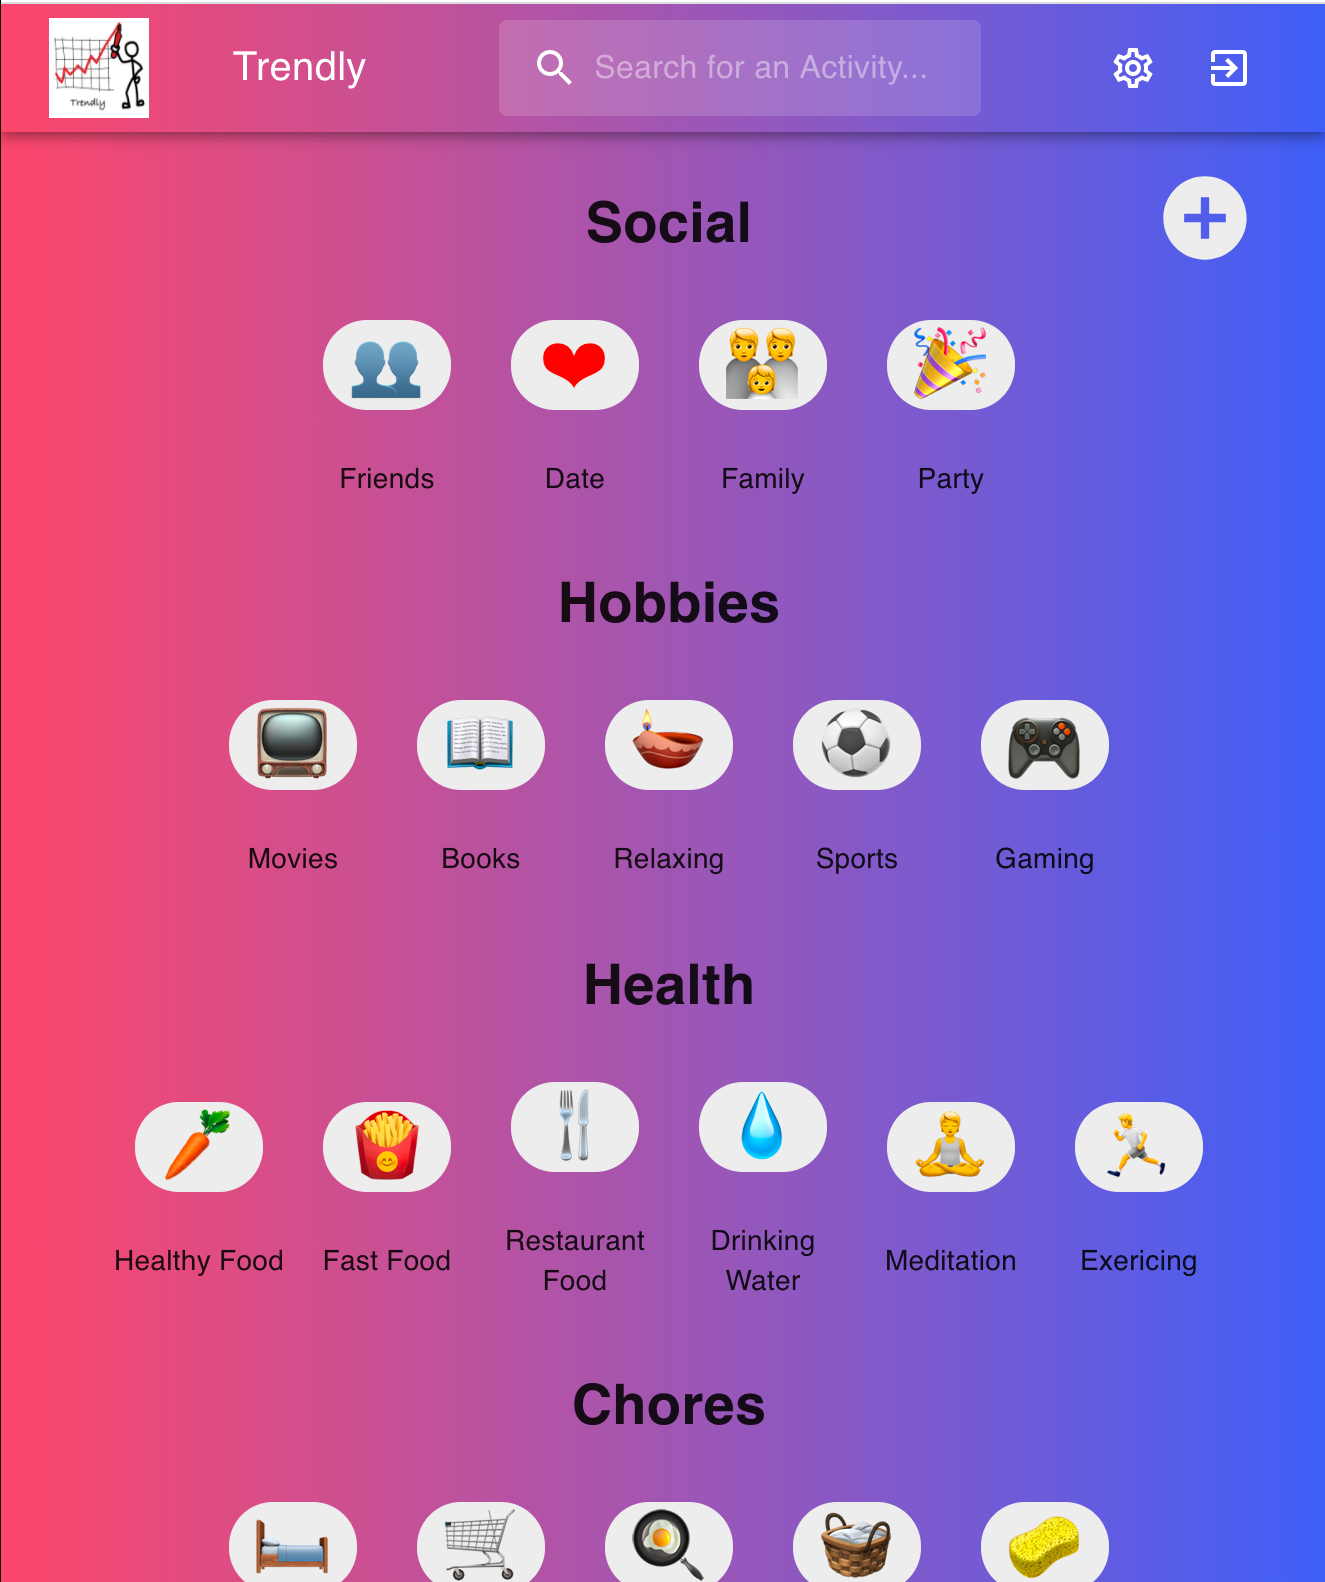 Trendly
Trendly
Search for an Activity...
Social
Friends
Date
Family
Party
Hobbies
Movies
Books
Relaxing
Sports
Gaming
Health
Healthy Food
Fast Food
Restaurant
Food
Drinking
Water
Meditation
Exericing
Chores